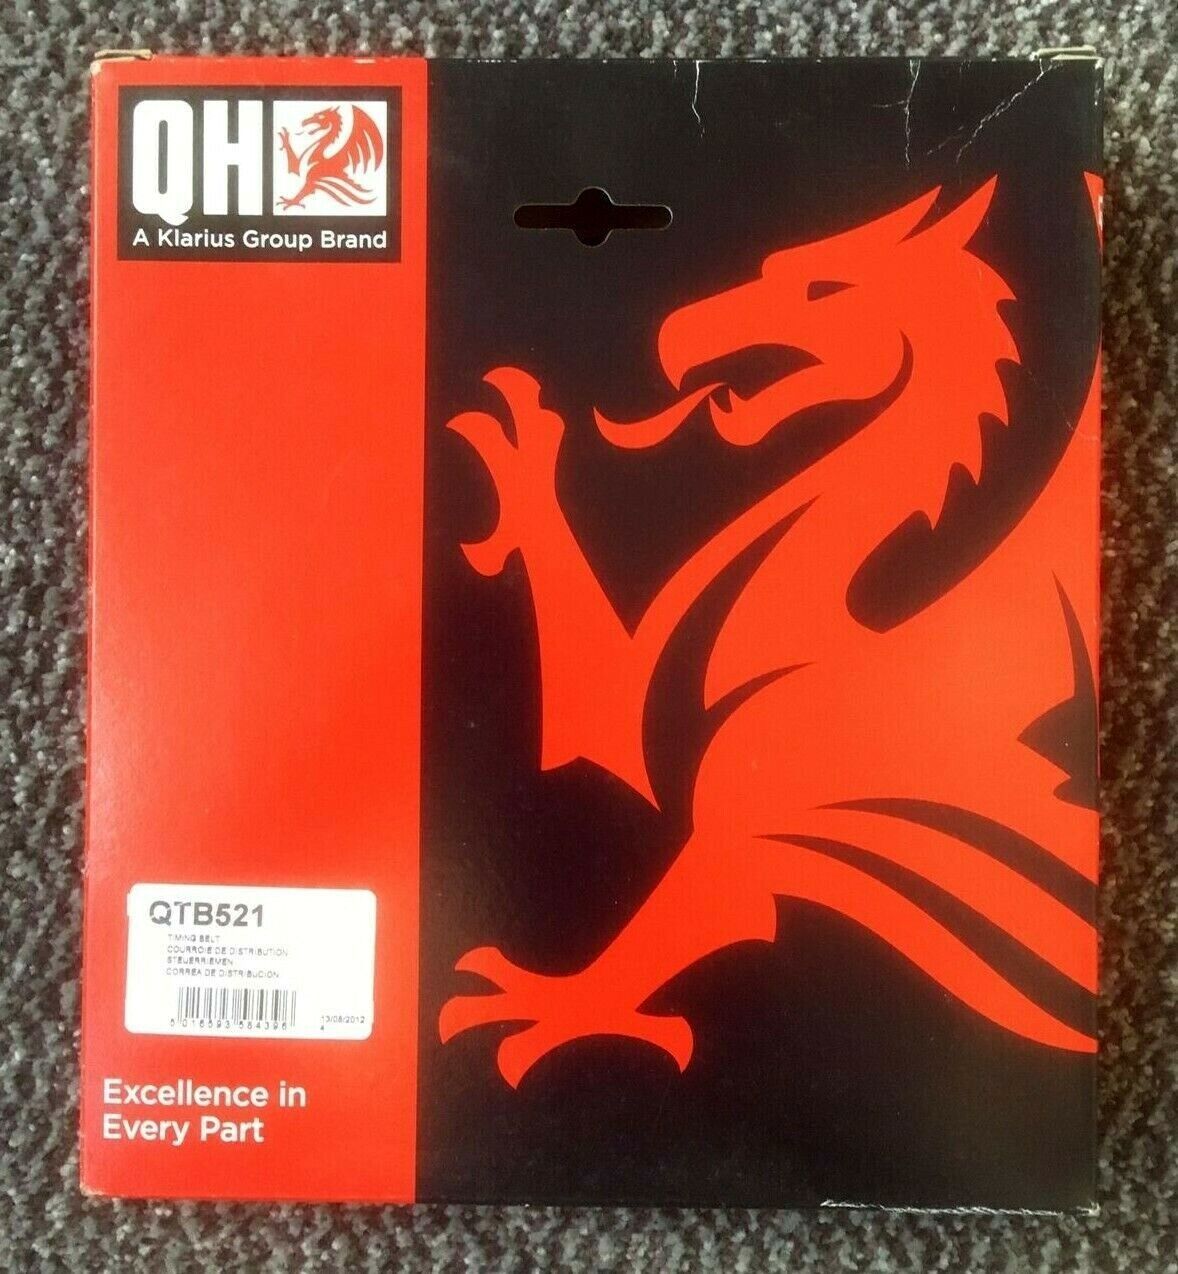 QH
A Klarius Group Brand
QTB521
TIMING BELT
COURROIE DE DISTRIBUTION
STEUERRIEMEN
CORREA DE DISTRIBUCION
5 016593 584396
13/08/2012
4
Excellence in
Every Part